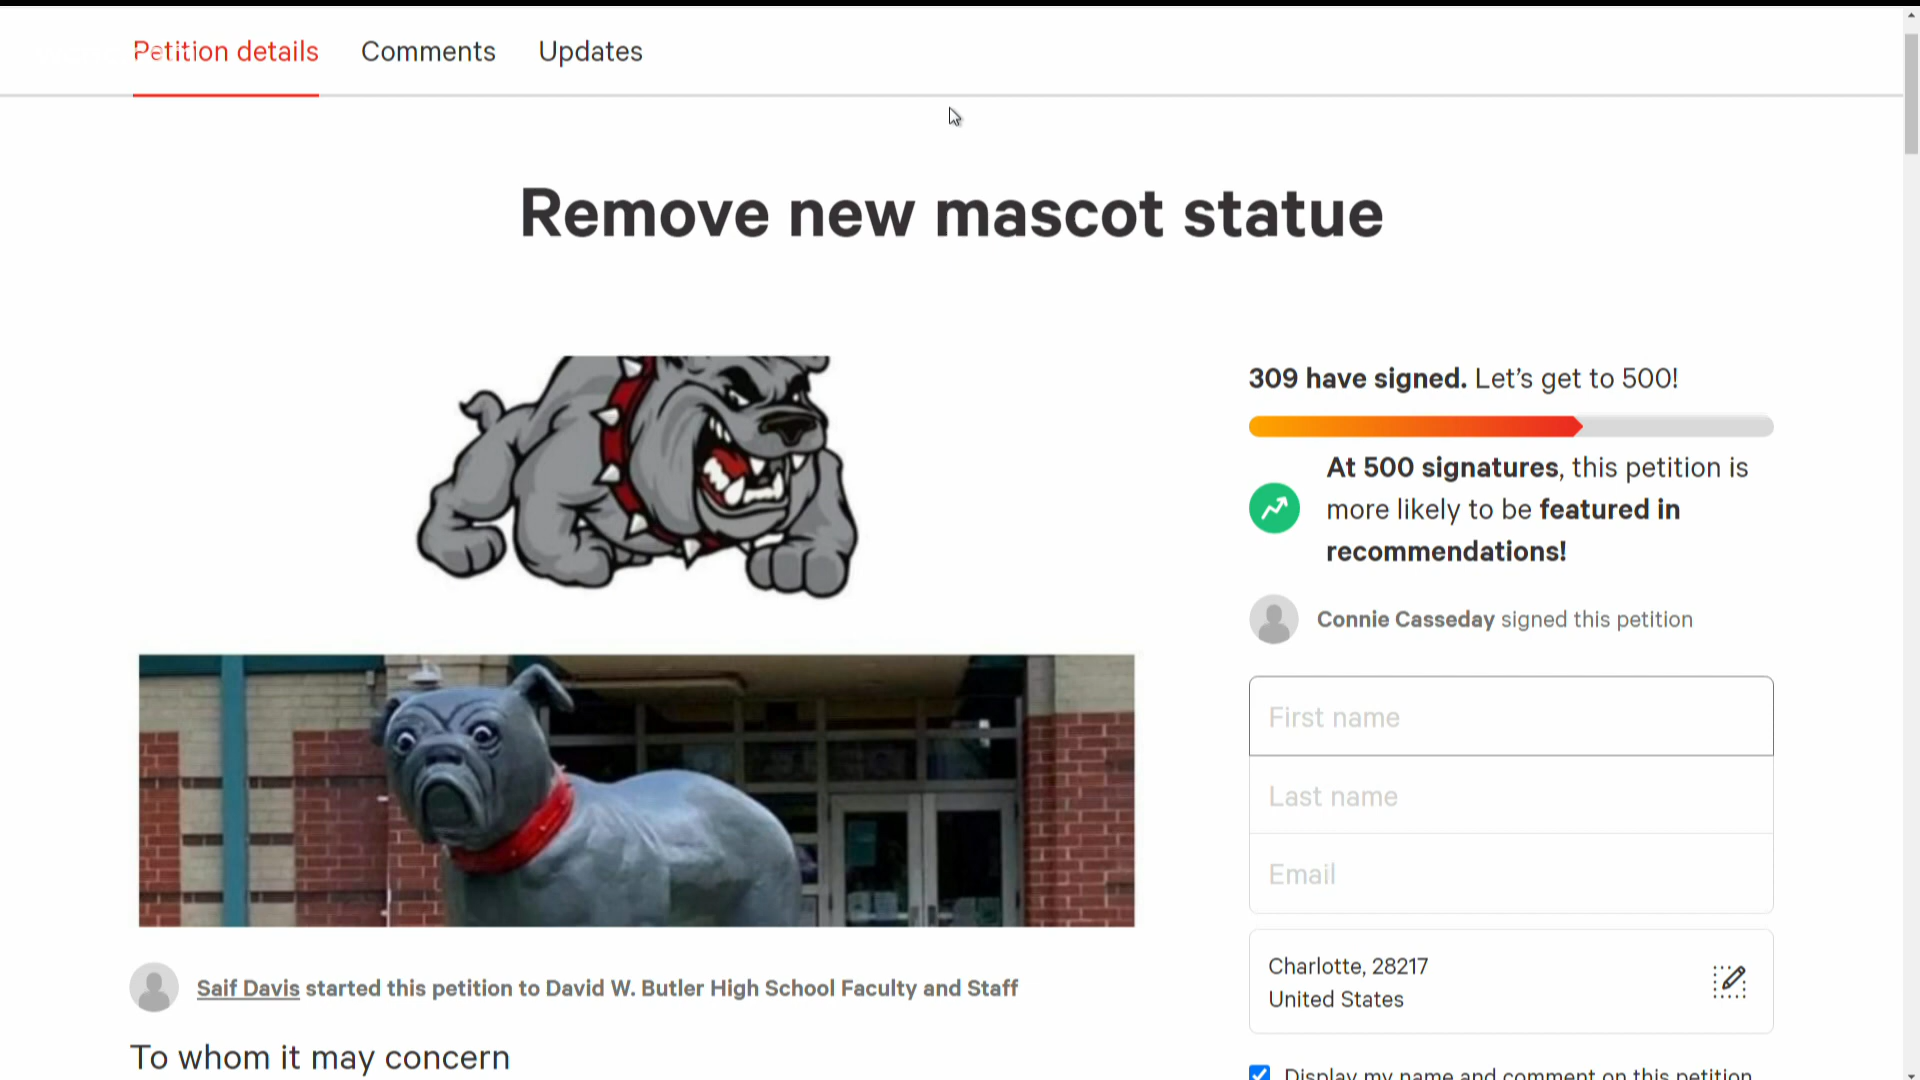 Petition details
Comments
Updates
Remove new mascot statue
309 have signed. Let's get to 500!
At 500 signatures, this petition is
more likely to be featured in
recommendations!
Connie Casseday signed this petition
First name
Last name
Email
Charlotte, 28217
United States
Display my name and comment on this petition
Saif Davis started this petition to David W. Butler High School Faculty and Staff
To whom it may concern